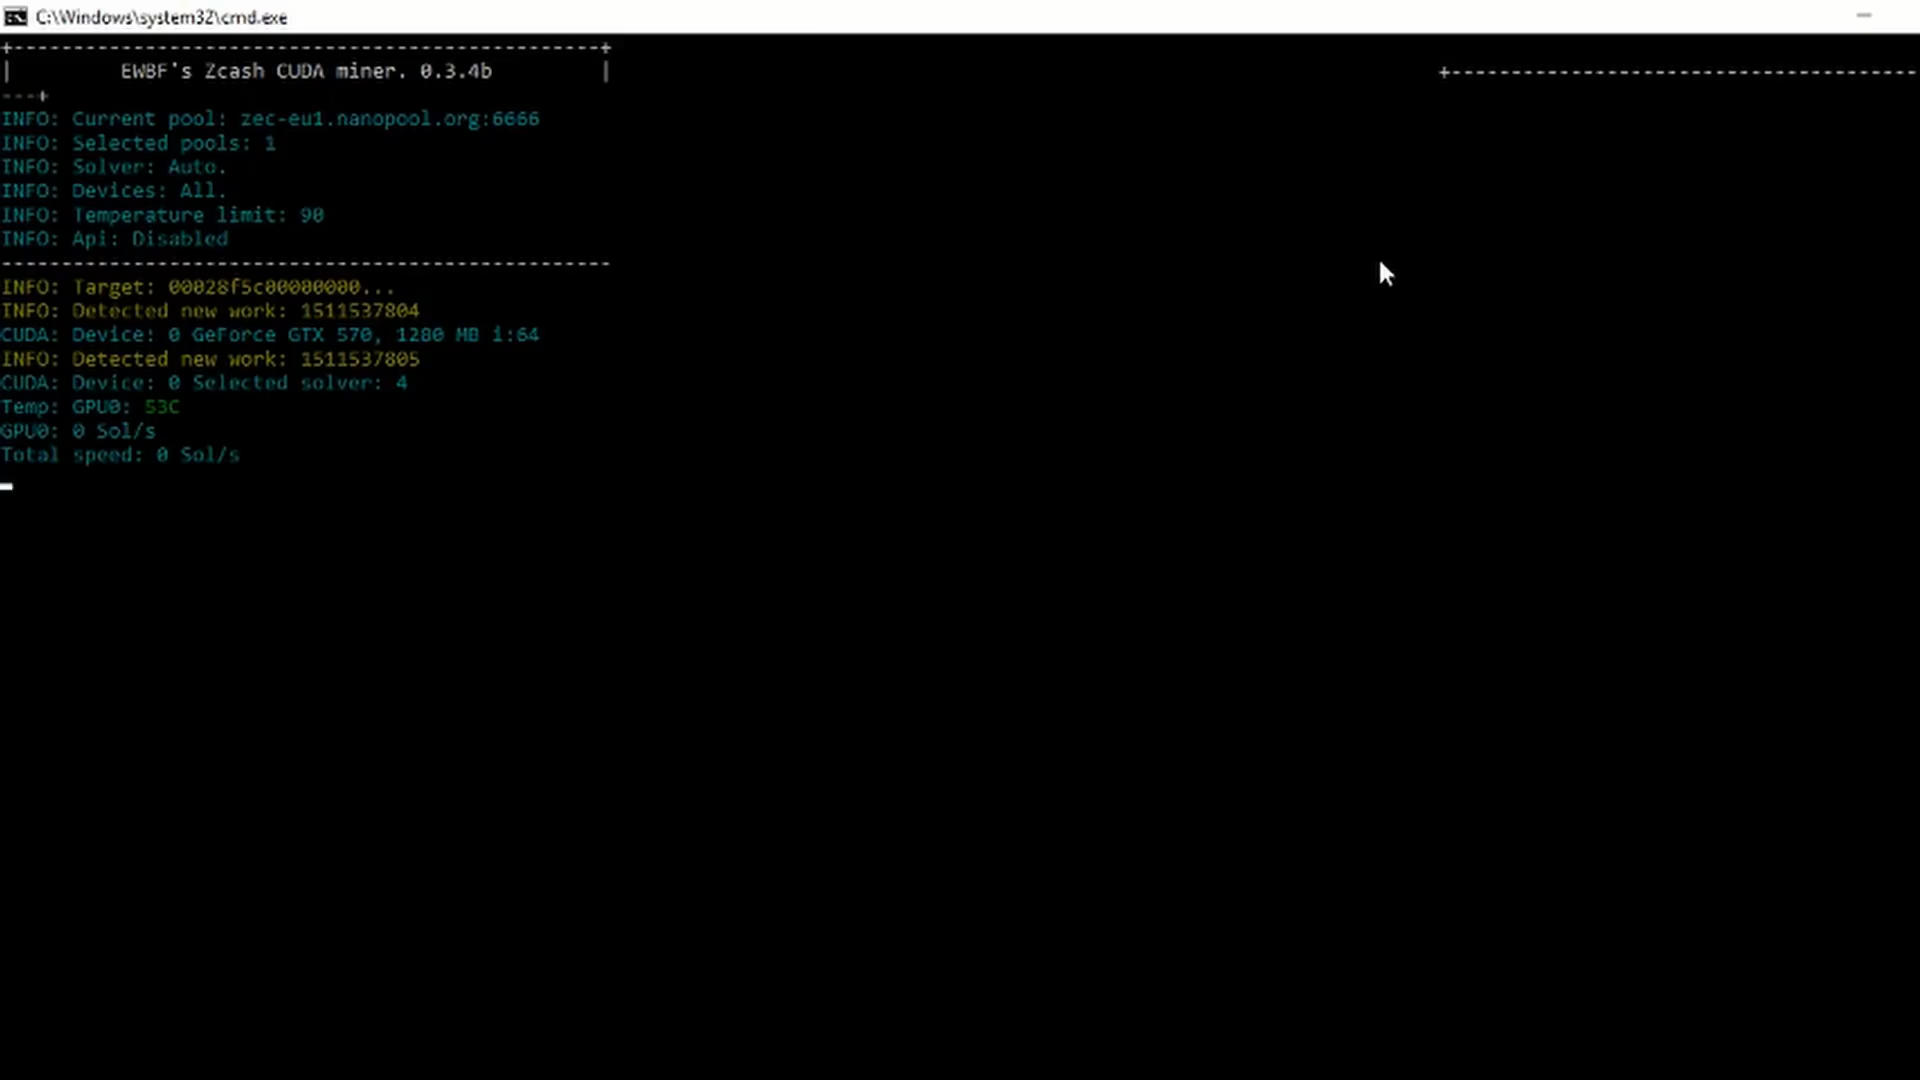 C:\Windows\system32\cmd.exe
+-------------------------------------------------+
| EWBF's Zcash CUDA miner. 0.3.4b | +---------------------------------------
---+
INFO: Current pool: zec-eu1.nanopool.org:6666
INFO: Selected pools: 1
INFO: Solver: Auto.
INFO: Devices: All.
INFO: Temperature limit: 90
INFO: Api: Disabled
---------------------------------------------------
INFO: Target: 00028f5c00000000...
INFO: Detected new work: 1511537804
CUDA: Device: 0 GeForce GTX 570, 1280 MB i:64
INFO: Detected new work: 1511537805
CUDA: Device: 0 Selected solver: 4
Temp: GPU0: 53C
GPU0: 0 Sol/s
Total speed: 0 Sol/s